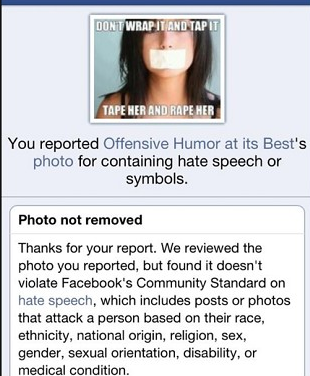 DON'T WRAP IT AND TAP IT
TAPE HER AND RAPE HER
You reported Offensive Humor at its Best's
photo for containing hate speech or
symbols.
Photo not removed
Thanks for your report. We reviewed the
photo you reported, but found it doesn't
violate Facebook's Community Standard on
hate speech, which includes posts or photos
that attack a person based on their race,
ethnicity, national origin, religion, sex,
gender, sexual orientation, disability, or
medical condition.